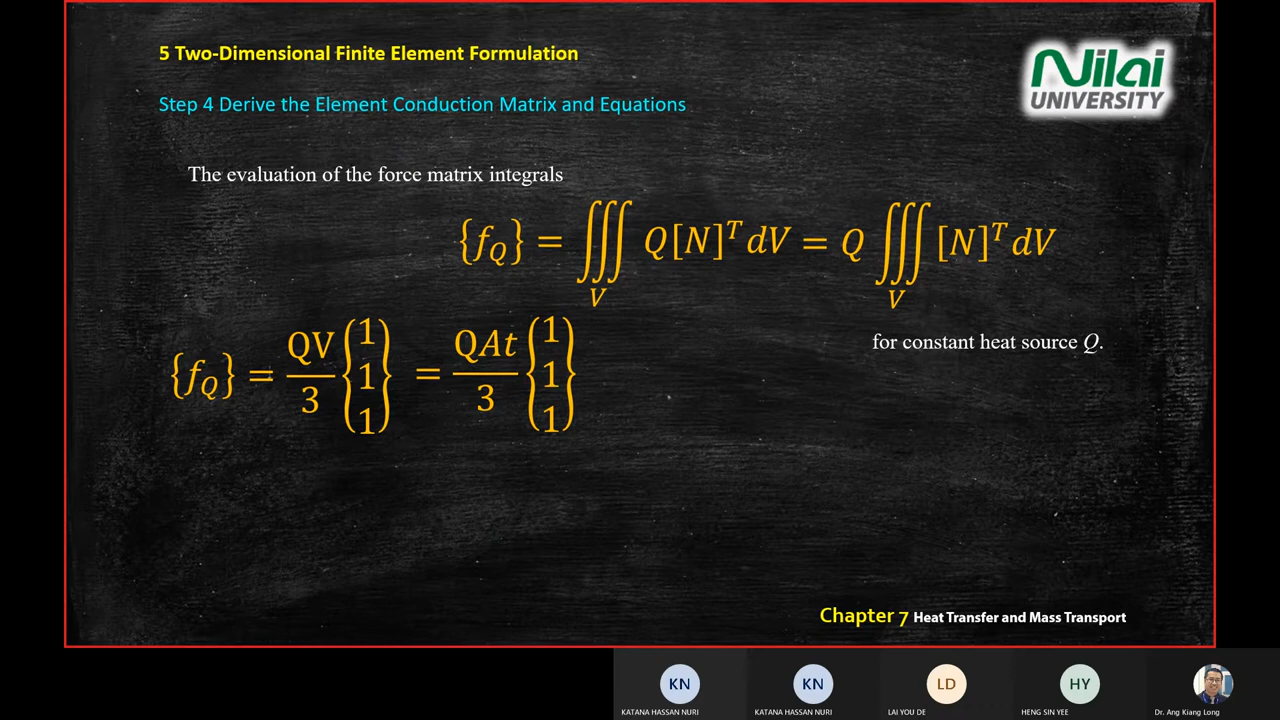 5 Two-Dimensional Finite Element Formulation
Nilai
UNIVERSITY
Step 4 Derive the Element Conduction Matrix and Equations
The evaluation of the force matrix integrals
{f_Q} = ∭_V Q[N]^T dV = Q ∭_V [N]^T dV
for constant heat source Q.
{f_Q} = QV/3 {1 1 1} = QAt/3 {1 1 1}
Chapter 7 Heat Transfer and Mass Transport
KN KN LD HY
KATANA HASSAN NURI KATANA HASSAN NURI LAI YOU DE HENG SIN YEE Dr. Ang Kiang Long